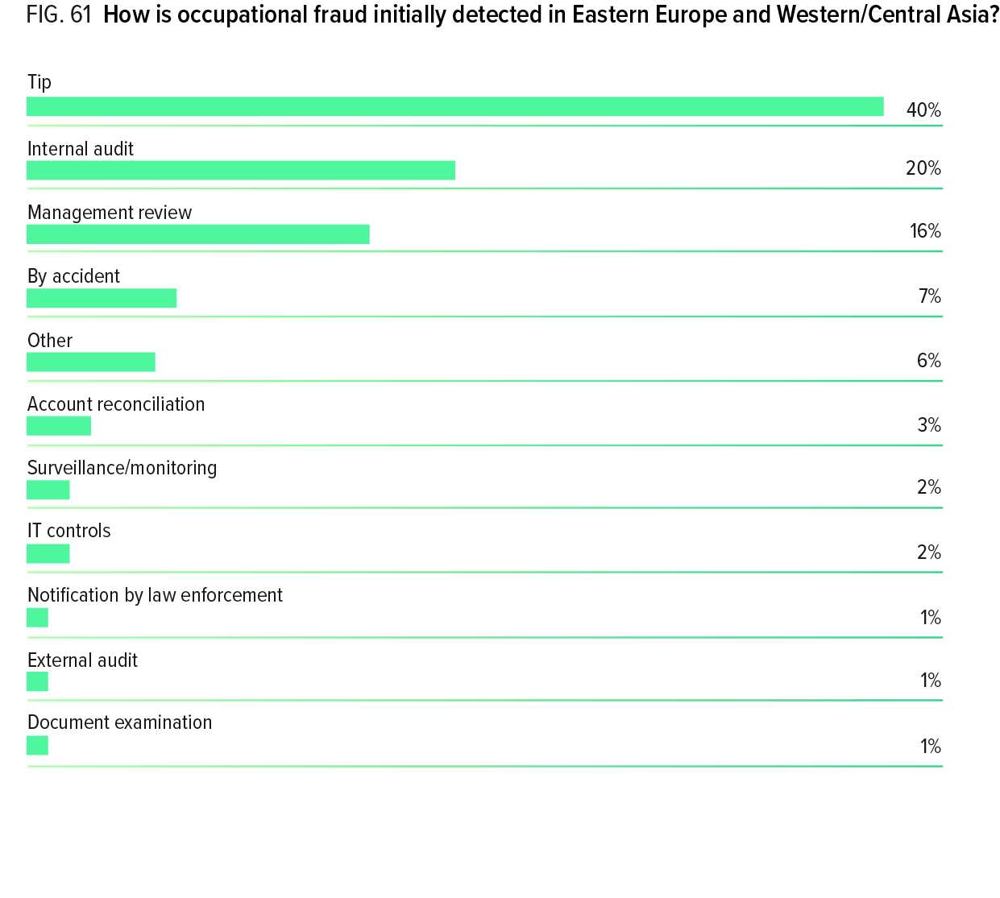 FIG. 61 How is occupational fraud initially detected in Eastern Europe and Western/Central Asia?
Tip
40%
Internal audit
20%
Management review
16%
By accident
7%
Other
6%
Account reconciliation
3%
Surveillance/monitoring
2%
IT controls
2%
Notification by law enforcement
1%
External audit
1%
Document examination
1%